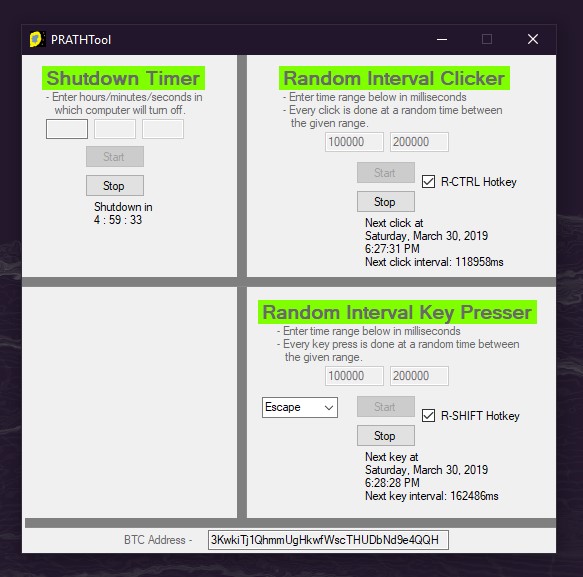 PRATHTool
Shutdown Timer
- Enter hours/minutes/seconds in
which computer will turn off.
Start
Stop
Shutdown in
4 : 59 : 33
Random Interval Clicker
- Enter time range below in milliseconds
- Every click is done at a random time between
the given range.
100000 200000
Start
R-CTRL Hotkey
Stop
Next click at
Saturday, March 30, 2019
6:27:31 PM
Next click interval: 118958ms
Random Interval Key Presser
- Enter time range below in milliseconds
- Every key press is done at a random time between
the given range.
100000 200000
Escape Start
R-SHIFT Hotkey
Stop
Next key at
Saturday, March 30, 2019
6:28:28 PM
Next key interval: 162486ms
BTC Address - 3KwkiTj1QhmmUgHkwfWscTHUDbNd9e4QQH